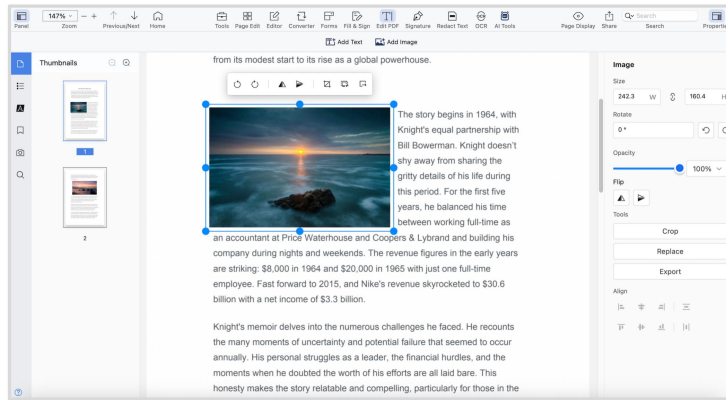 147%
Search
Panel
Zoom
Previous/Next
Home
Tools
Page Edit
Editor
Converter
Forms
Fill & Sign
Edit PDF
Signature
Redact Text
OCR
AI Tools
Page Display
Share
Search
Propertie
Add Text
Add Image
Thumbnails
1
2
from its modest start to its rise as a global powerhouse.
The story begins in 1964, with
Knight's equal partnership with
Bill Bowerman. Knight doesn't
shy away from sharing the
gritty details of his life during
this period. For the first five
years, he balanced his time
between working full-time as
an accountant at Price Waterhouse and Coopers & Lybrand and building his
company during nights and weekends. The revenue figures in the early years
are striking: $8,000 in 1964 and $20,000 in 1965 with just one full-time
employee. Fast forward to 2015, and Nike's revenue skyrocketed to $30.6
billion with a net income of $3.3 billion.
Knight's memoir delves into the numerous challenges he faced. He recounts
the many moments of uncertainty and potential failure that seemed to occur
annually. His personal struggles as a leader, the financial hurdles, and the
moments when he doubted the worth of his efforts are all laid bare. This
honesty makes the story relatable and compelling, particularly for those in the
Image
Size
242.3 W
160.4 H
Rotate
0 °
Opacity
100%
Flip
Tools
Crop
Replace
Export
Align